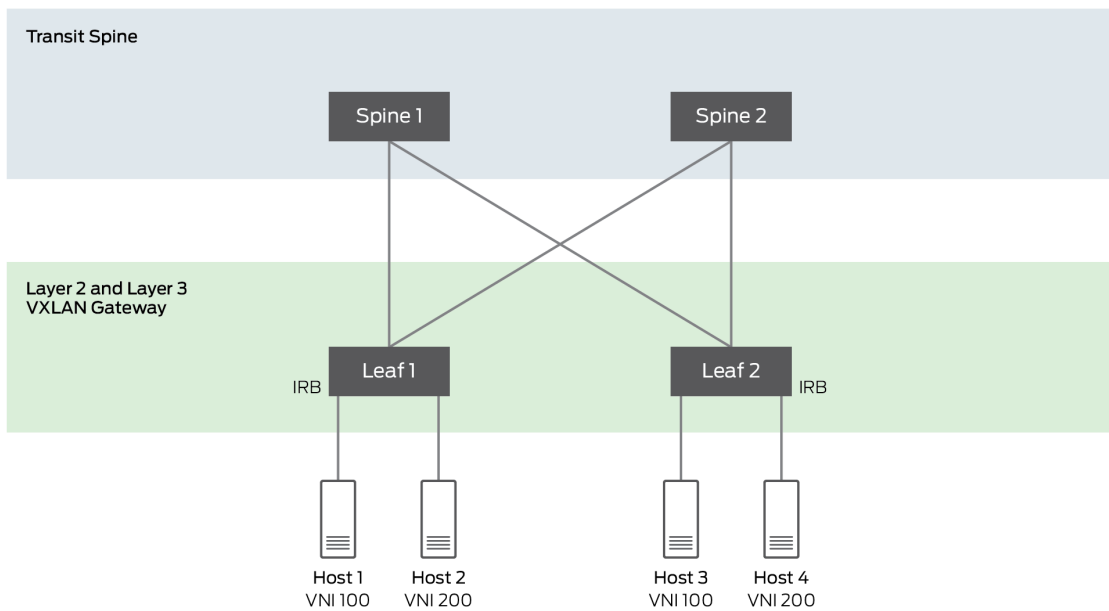 Transit Spine
Spine 1
Spine 2
Layer 2 and Layer 3
VXLAN Gateway
Leaf 1
Leaf 2
IRB
IRB
Host 1
VNI 100
Host 2
VNI 200
Host 3
VNI 100
Host 4
VNI 200